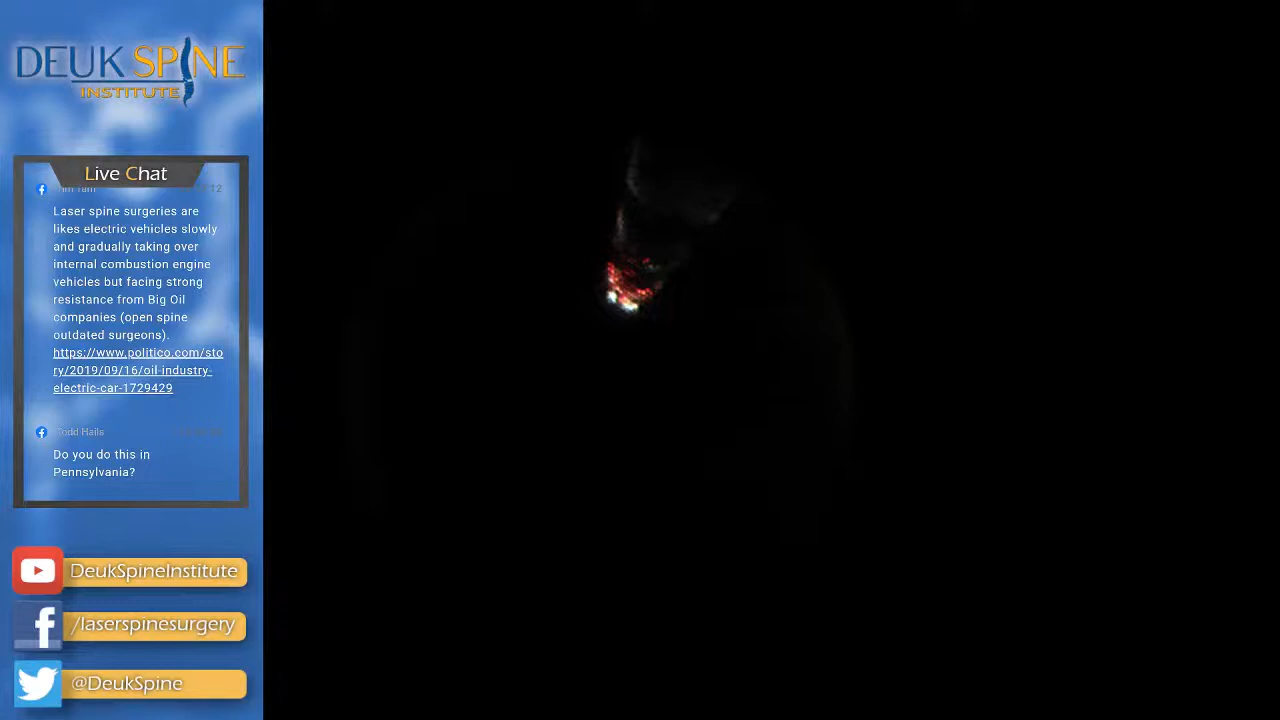 DEUK SPINE
INSTITUTE
Live Chat
12
Laser spine surgeries are
likes electric vehicles slowly
and gradually taking over
internal combustion engine
vehicles but facing strong
resistance from Big Oil
companies (open spine
outdated surgeons).
https://www.politico.com/sto
ry/2019/09/16/oil-industry-
electric-car-1729429
Todd Hails
Do you do this in
Pennsylvania?
DeukSpineInstitute
/laserspinesurgery
@DeukSpine